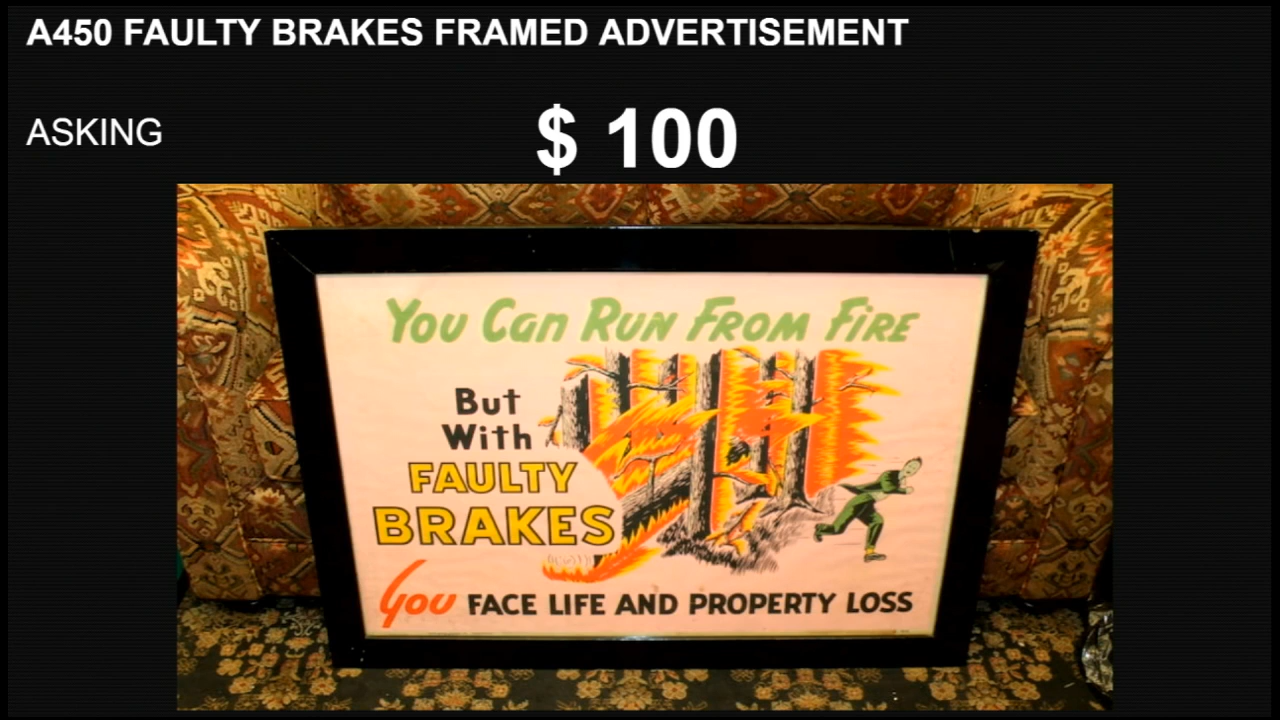 A450 FAULTY BRAKES FRAMED ADVERTISEMENT
ASKING
$ 100
You Can Run From Fire
But
With
FAULTY
BRAKES
You FACE LIFE AND PROPERTY LOSS